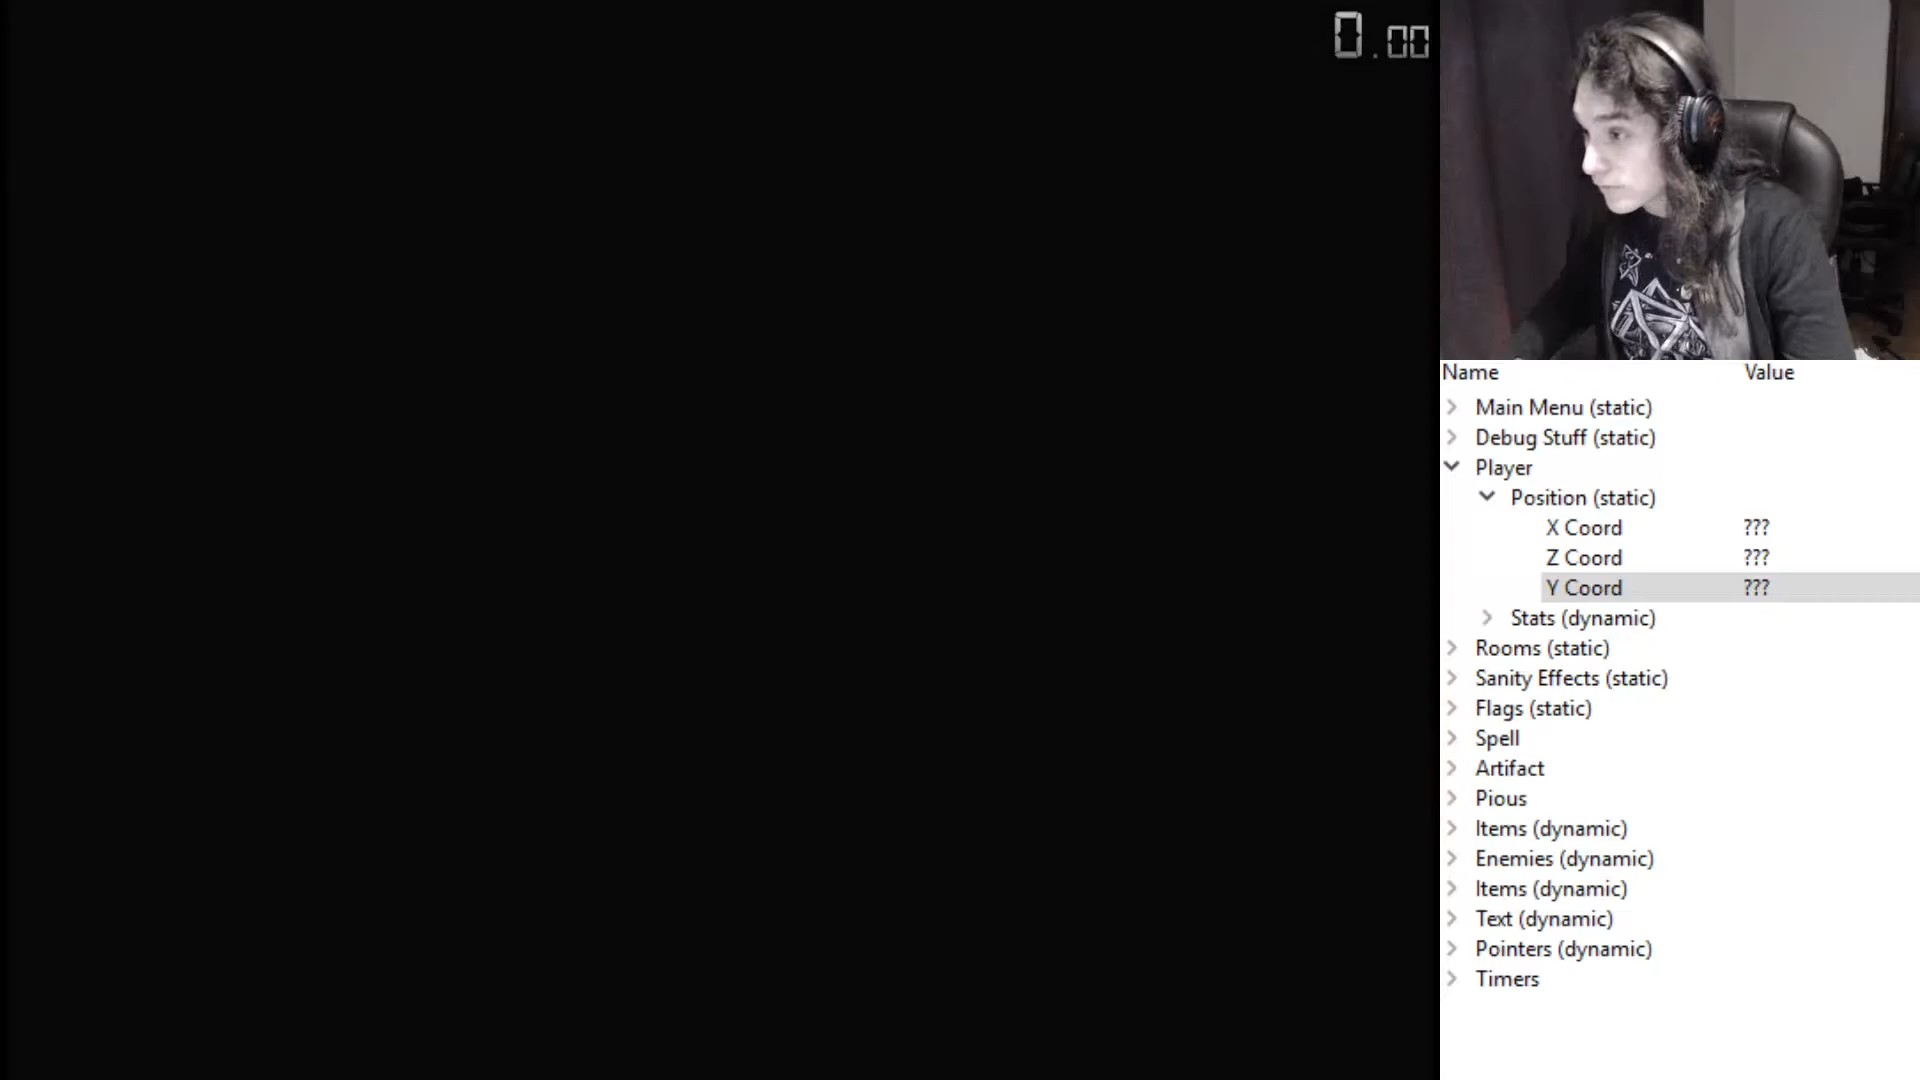 0.00
Name Value
Main Menu (static)
Debug Stuff (static)
Player
Position (static)
X Coord ???
Z Coord ???
Y Coord ???
Stats (dynamic)
Rooms (static)
Sanity Effects (static)
Flags (static)
Spell
Artifact
Pious
Items (dynamic)
Enemies (dynamic)
Items (dynamic)
Text (dynamic)
Pointers (dynamic)
Timers